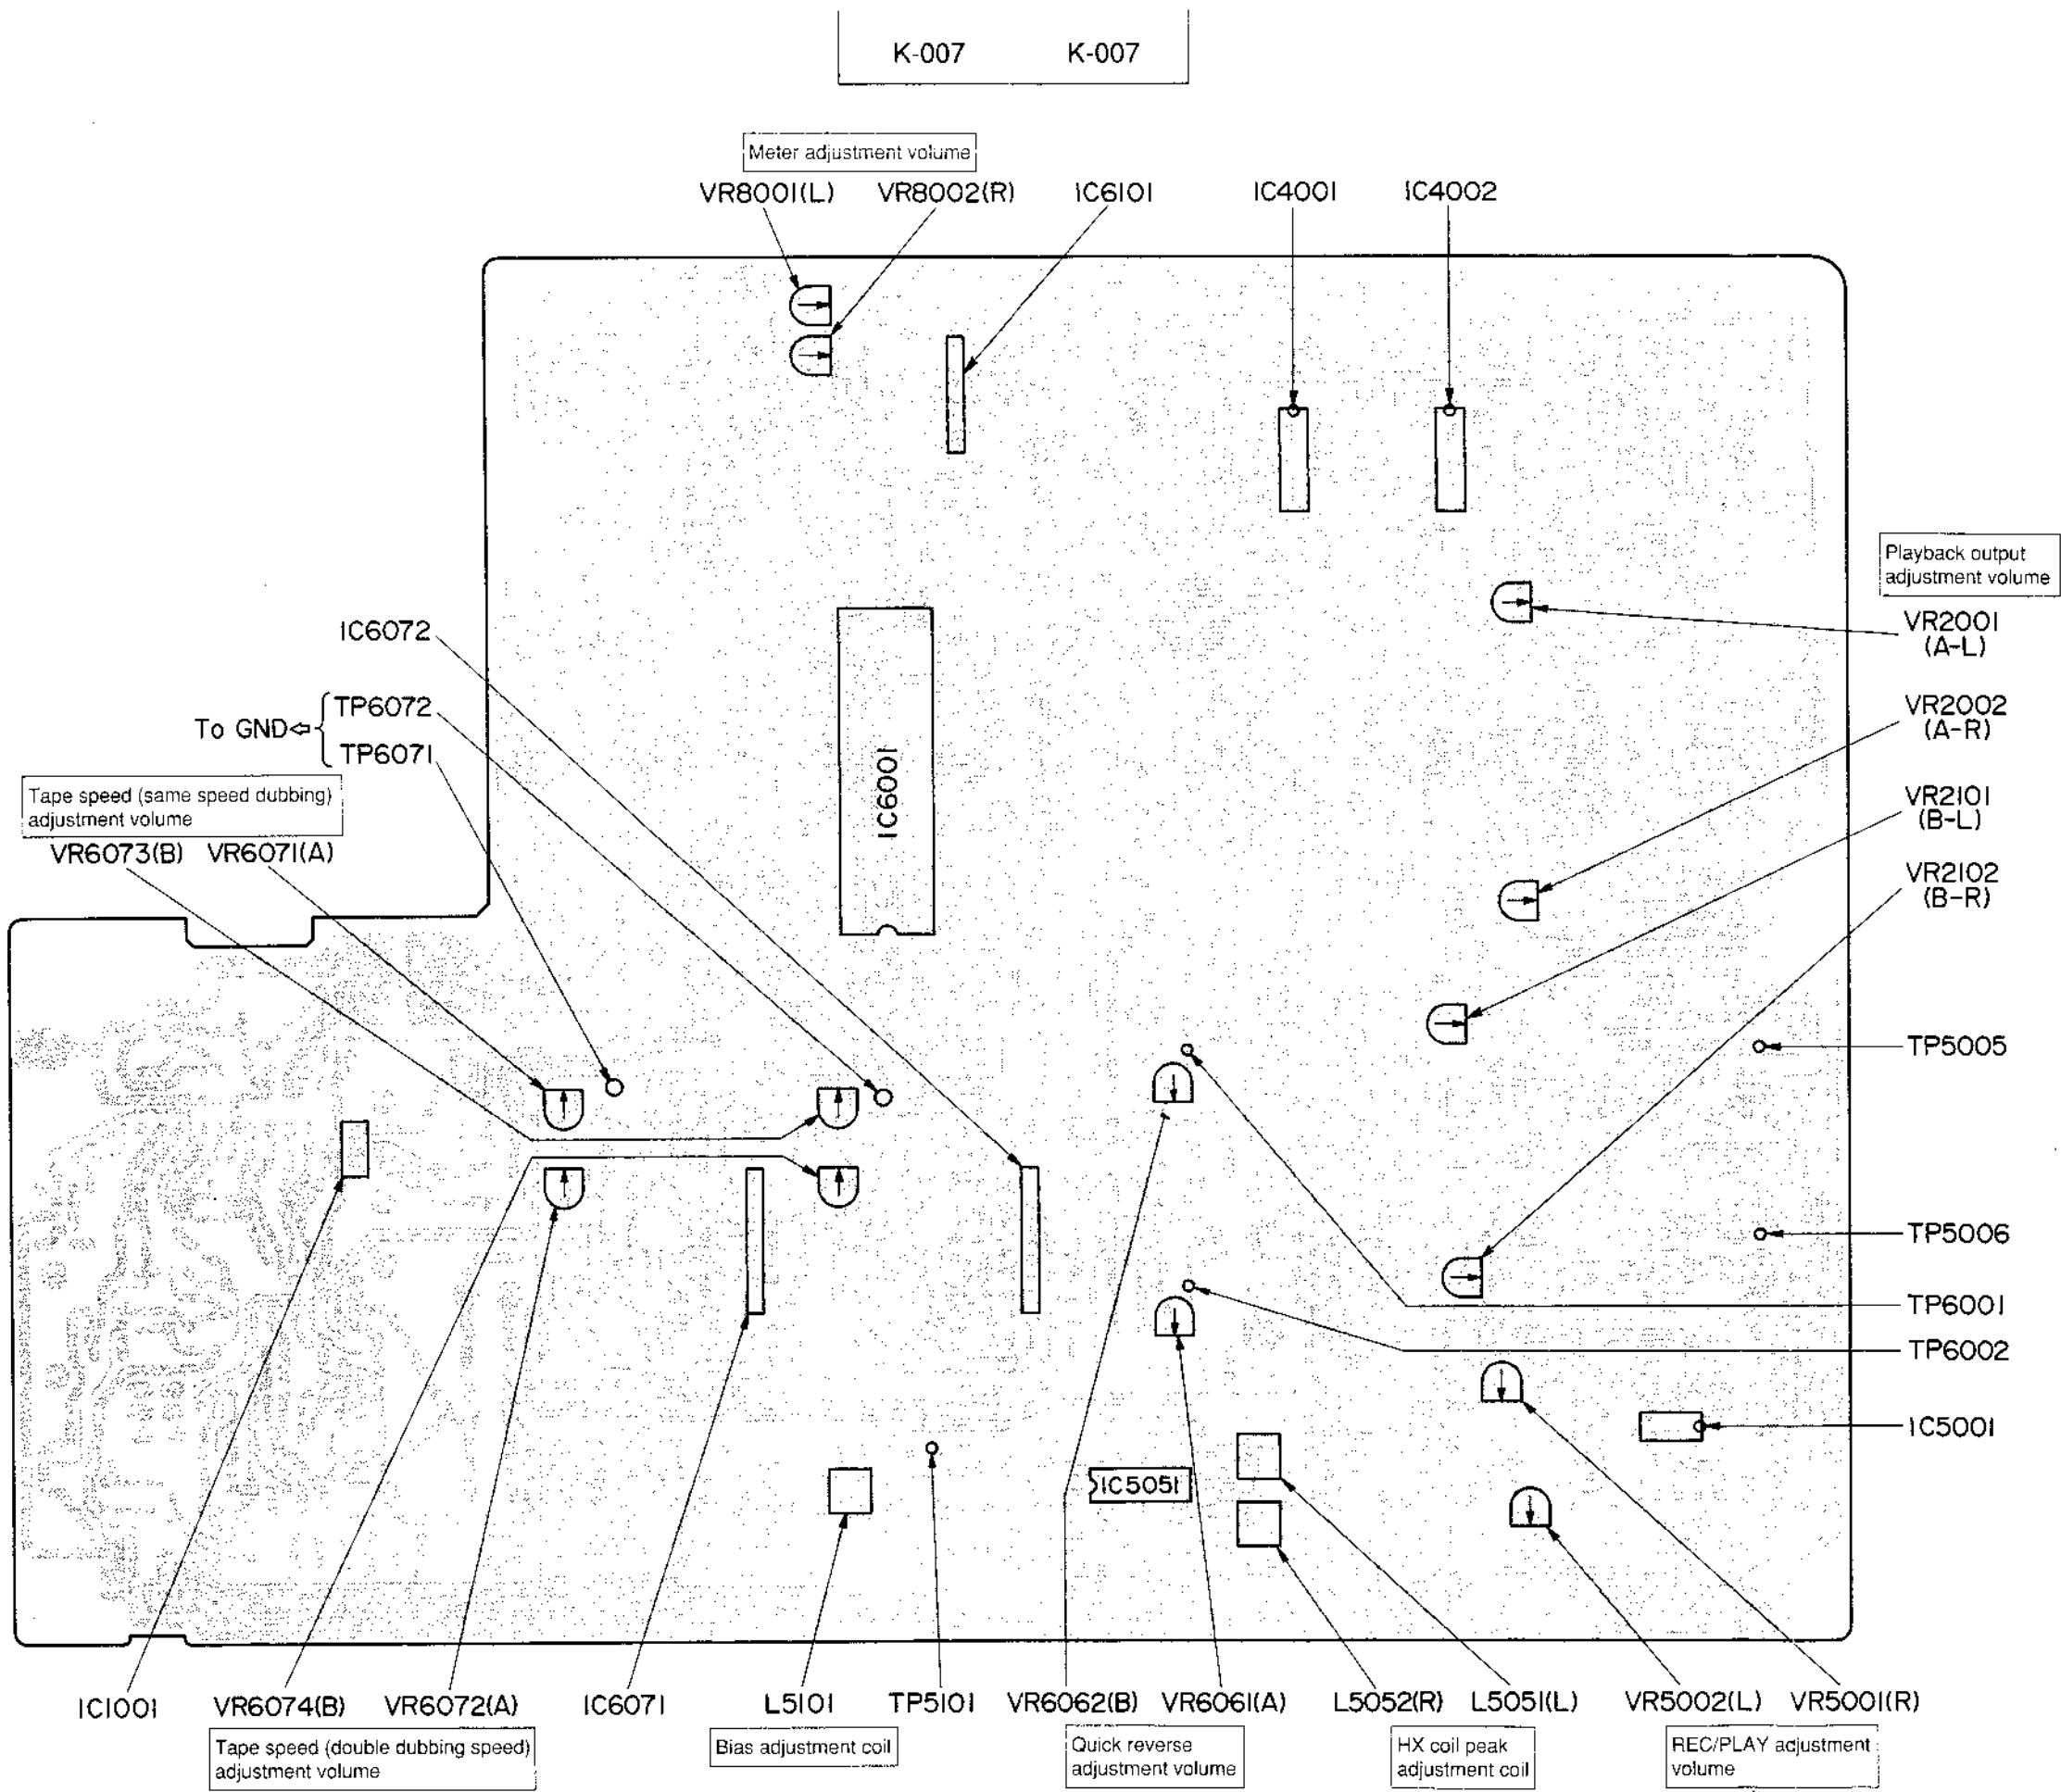 K-007 K-007
Meter adjustment volume
VR8001(L) VR8002(R) IC6101 IC4001 IC4002
Playback output
adjustment volume
VR2001
(A-L)
IC6072
TP6072
To GND⇦
TP6071
VR2002
(A-R)
IC6001
Tape speed (same speed dubbing)
adjustment volume
VR6073(B) VR6071(A)
VR2101
(B-L)
VR2102
(B-R)
TP5005
TP5006
TP6001
TP6002
IC5001
IC5051
IC1001 VR6074(B) VR6072(A) IC6071 L5101 TP5101 VR6062(B) VR6061(A) L5052(R) L5051(L) VR5002(L) VR5001(R)
Tape speed (double dubbing speed)
adjustment volume
Bias adjustment coil
Quick reverse
adjustment volume
HX coil peak
adjustment coil
REC/PLAY adjustment
volume